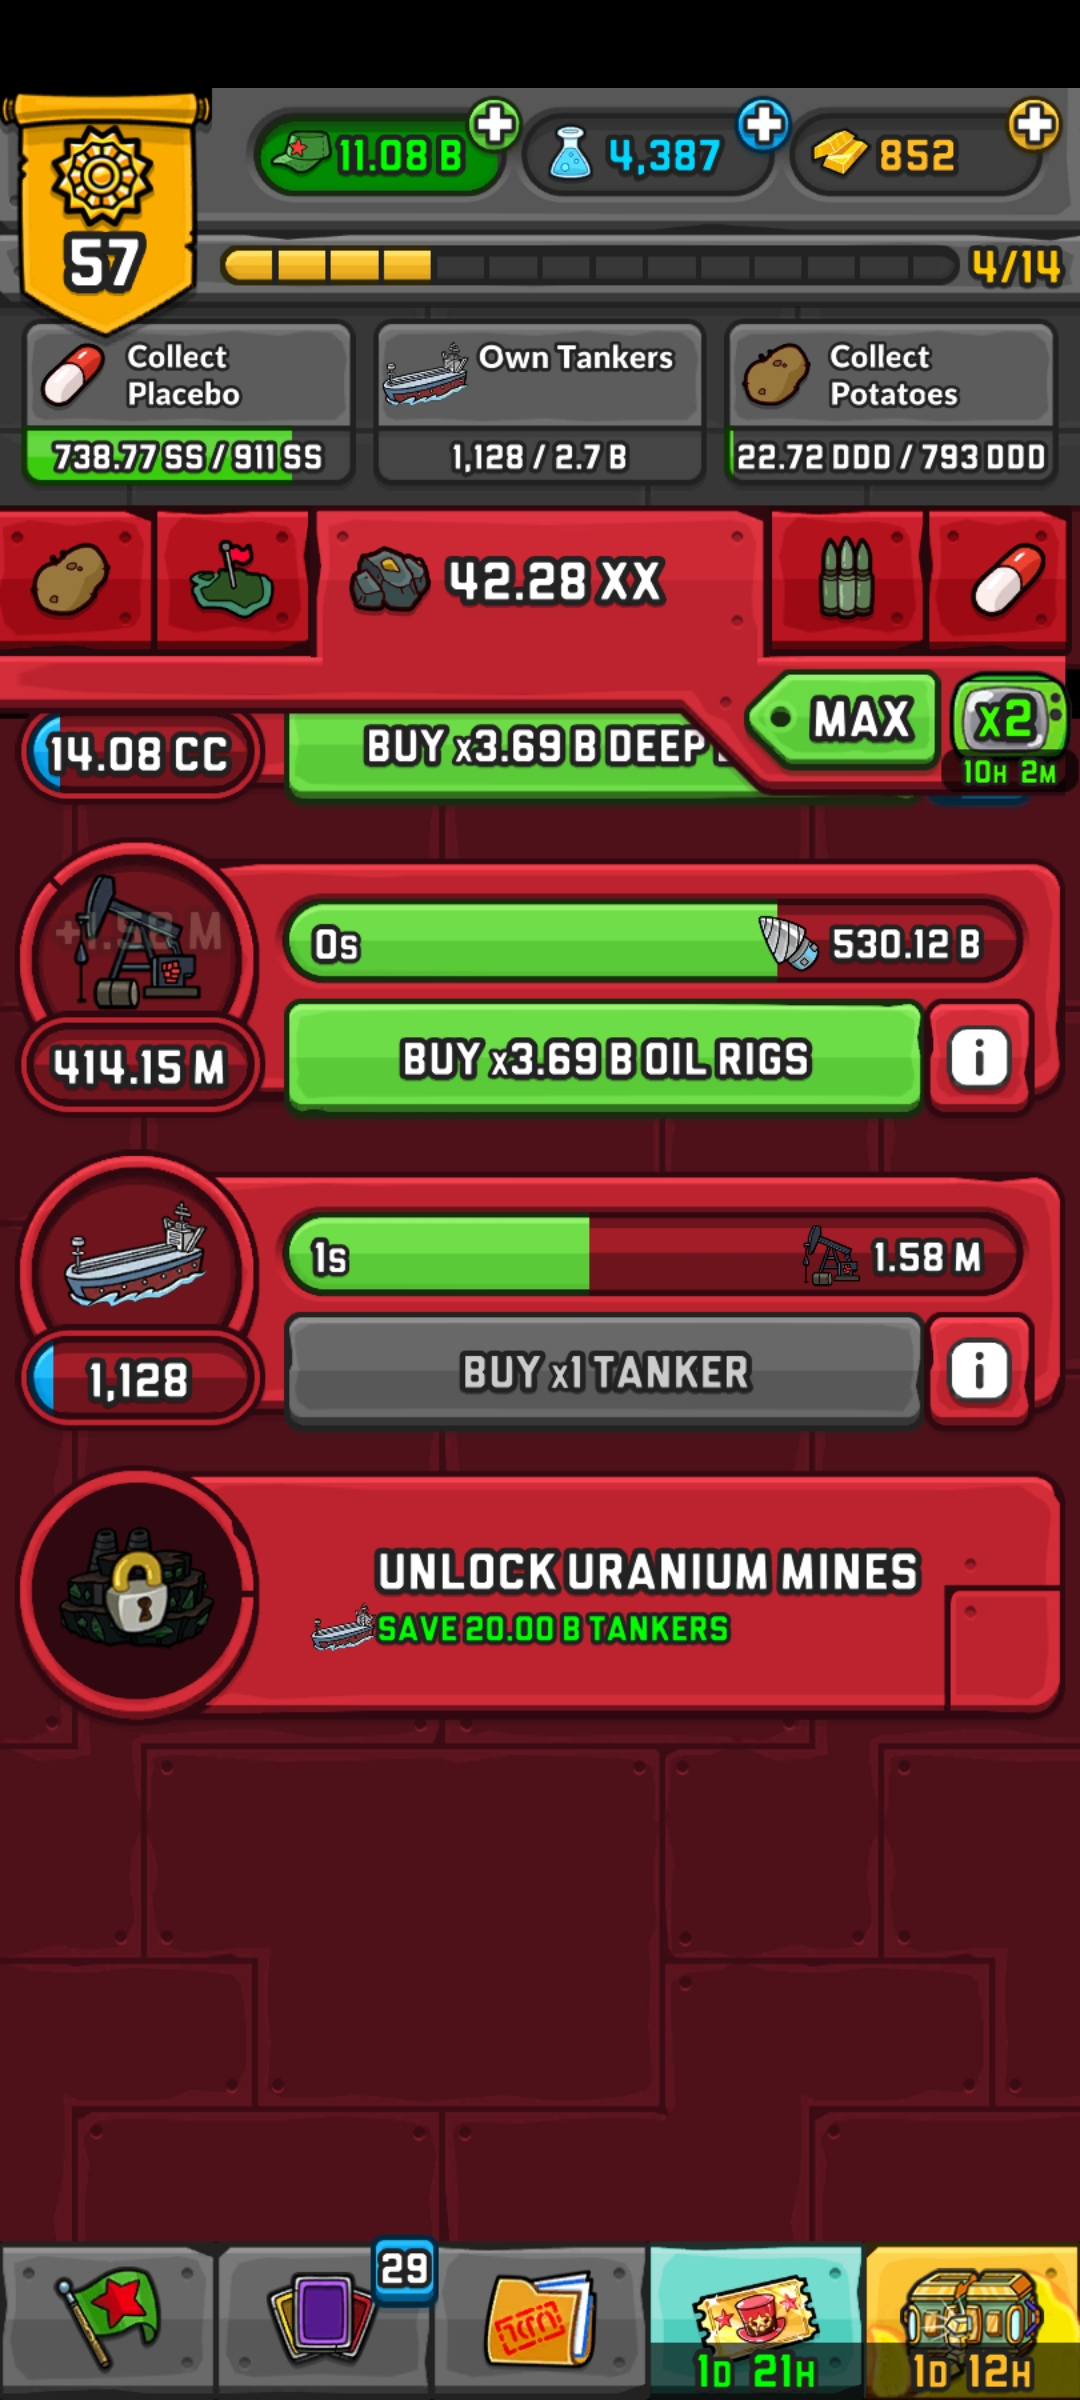 11.08 B
4,387
852
57
4/14
Collect
Placebo
Own Tankers
Collect
Potatoes
738.77 SS / 911 SS
1,128 / 2.7 B
22.72 DDD / 793 DDD
42.28 XX
MAX
x2
10H 2M
14.08 CC
BUY x3.69 B DEEP
+1.58 M
0s
530.12 B
414.15 M
BUY x3.69 B OIL RIGS
i
1s
1.58 M
1,128
BUY x1 TANKER
i
UNLOCK URANIUM MINES
SAVE 20.00 B TANKERS
29
1D 21H
1D 12H